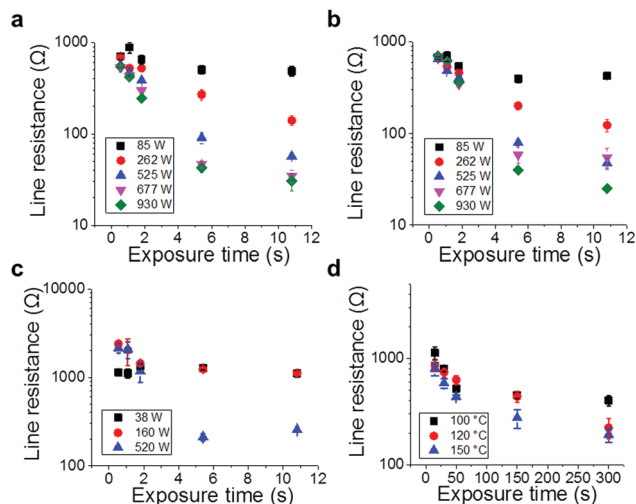 a
Line resistance (Ω)
1000
100
10
85 W
262 W
525 W
677 W
930 W
0 2 4 6 8 10 12
Exposure time (s)
b
Line resistance (Ω)
1000
100
10
85 W
262 W
525 W
677 W
930 W
0 2 4 6 8 10 12
Exposure time (s)
c
Line resistance (Ω)
10000
1000
100
38 W
160 W
520 W
0 2 4 6 8 10 12
Exposure time (s)
d
Line resistance (Ω)
1000
100
100 °C
120 °C
150 °C
0 50 100 150 200 250 300
Exposure time (s)